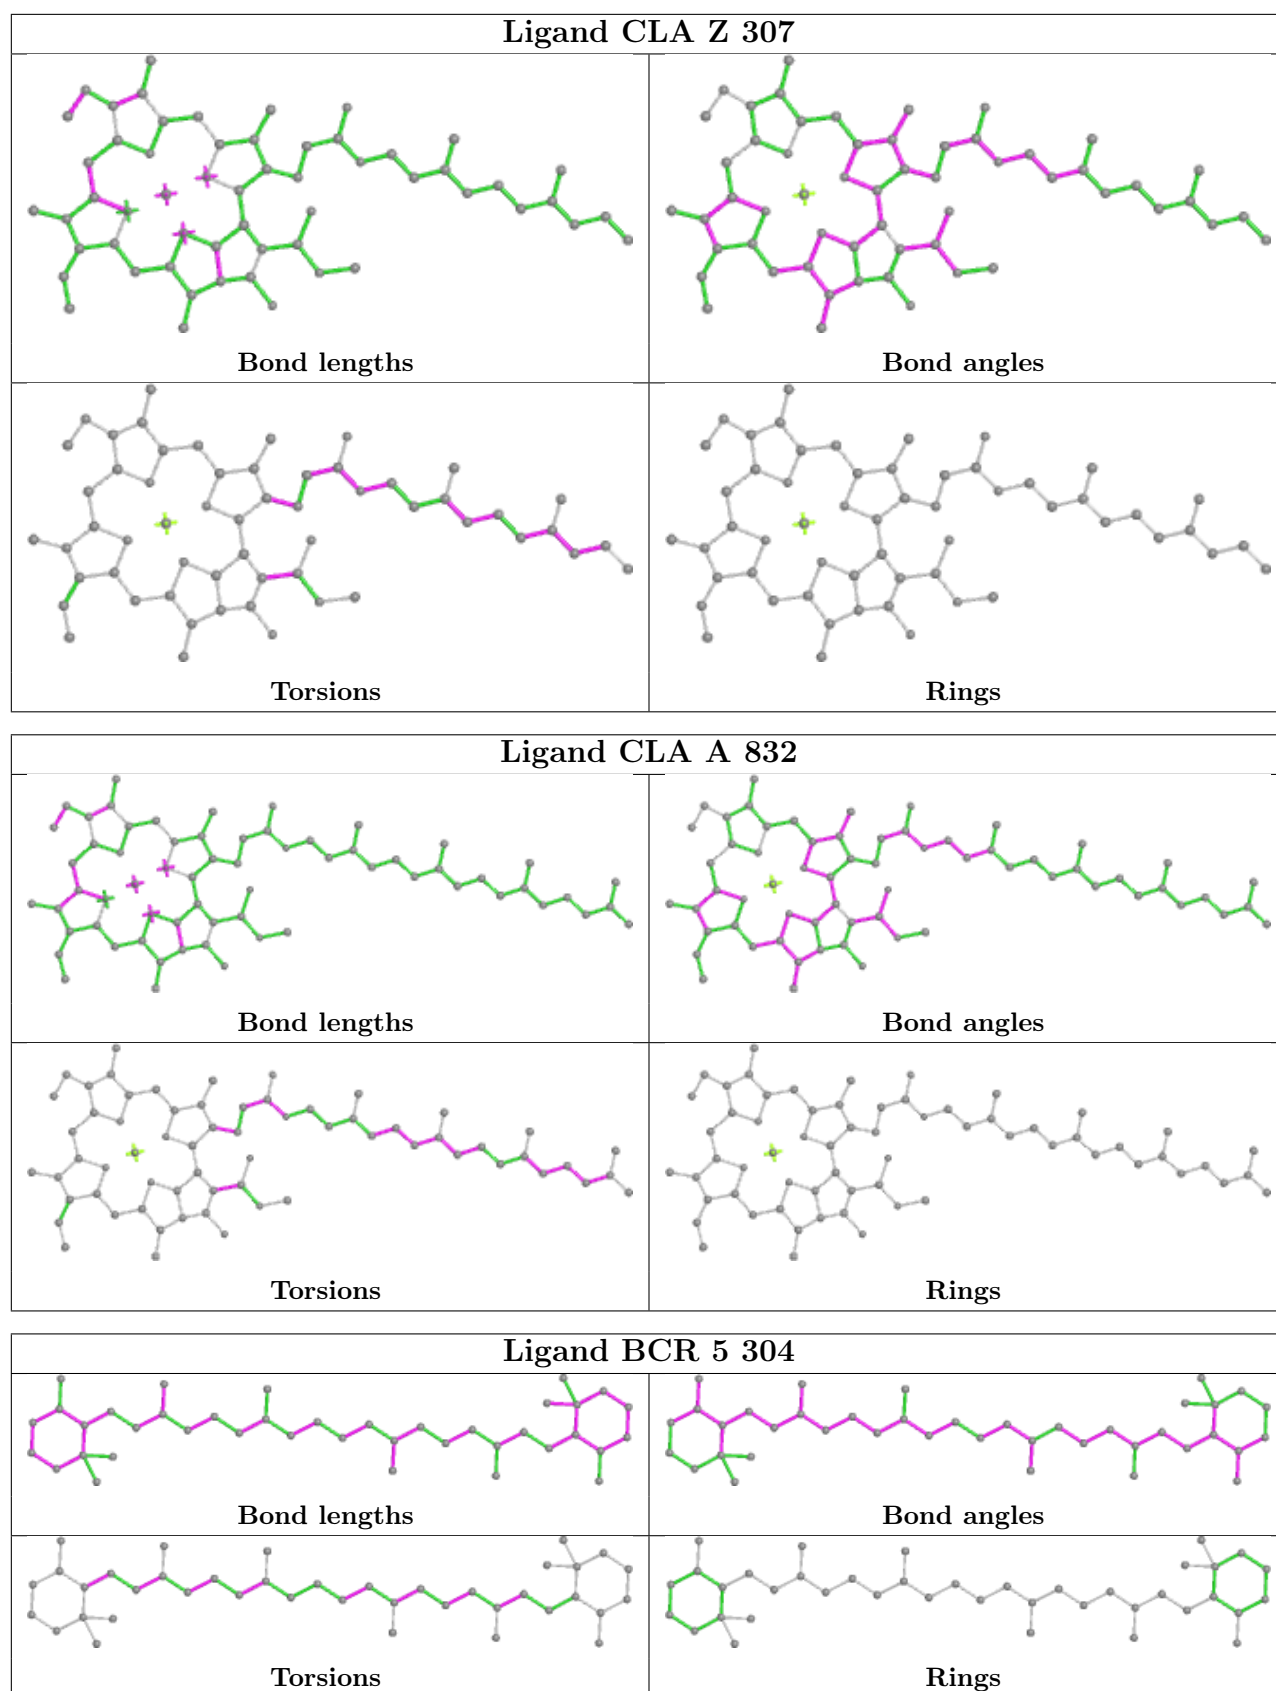 Ligand CLA Z 307
Bond lengths
Bond angles
Torsions
Rings
Ligand CLA A 832
Bond lengths
Bond angles
Torsions
Rings
Ligand BCR 5 304
Bond lengths
Bond angles
Torsions
Rings